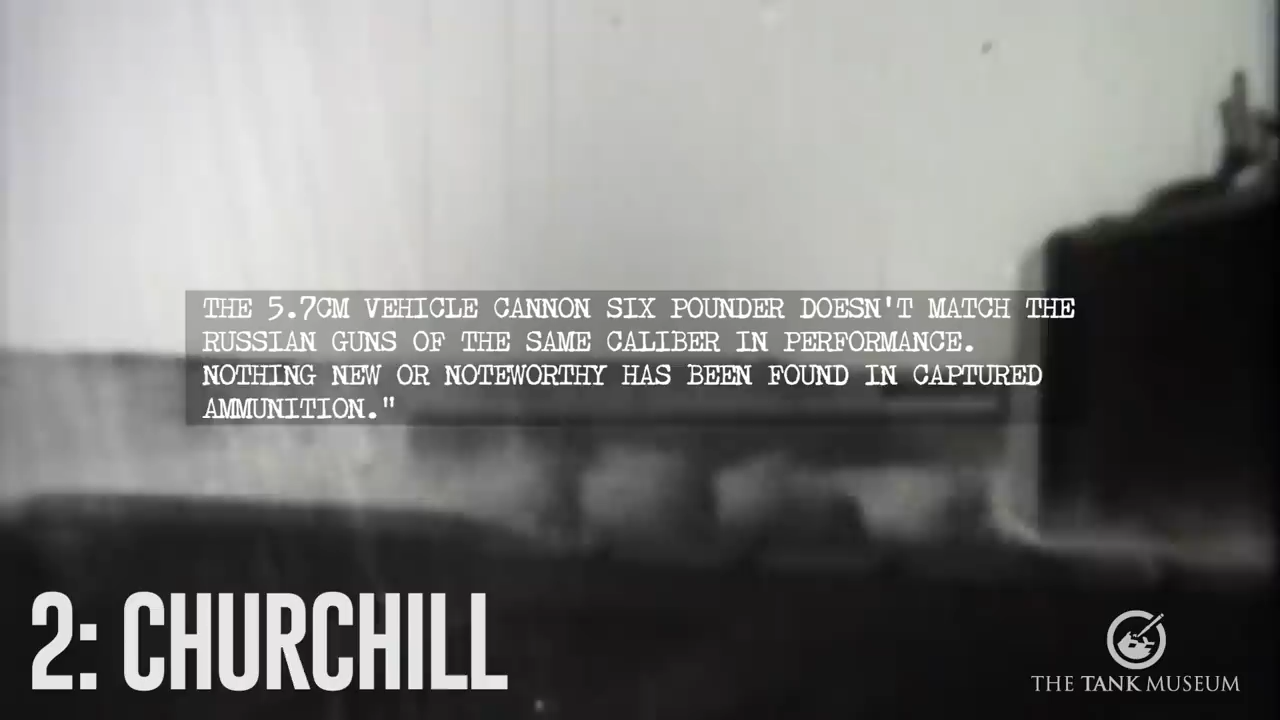 THE 5.7CM VEHICLE CANNON SIX POUNDER DOESN'T MATCH THE
RUSSIAN GUNS OF THE SAME CALIBER IN PERFORMANCE.
NOTHING NEW OR NOTEWORTHY HAS BEEN FOUND IN CAPTURED
AMMUNITION."
2: CHURCHILL
THE TANK MUSEUM